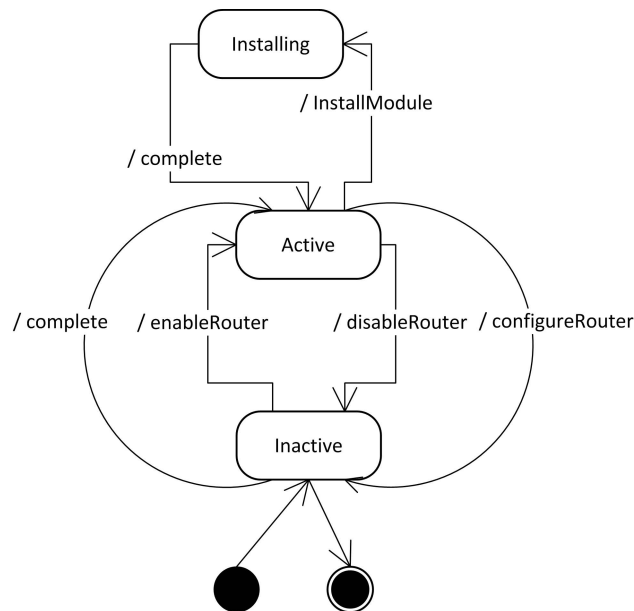 Installing
/ InstallModule
/ complete
Active
/ complete
/ enableRouter
/ disableRouter
/ configureRouter
Inactive